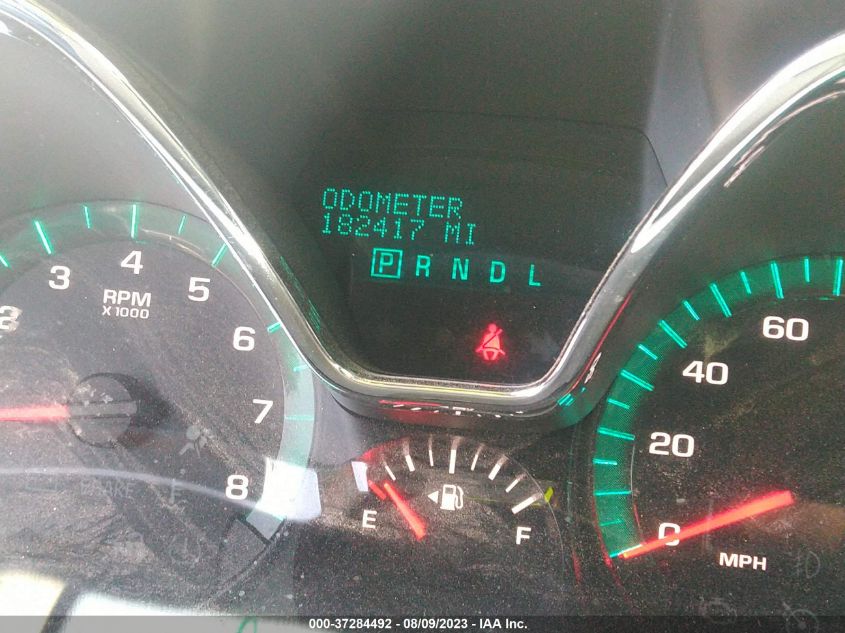 ODOMETER
182417 MI
P R N D L
2 3 4 5 6 7 8
RPM
X1000
E F
0 20 40 60
MPH
000-37284492 - 08/09/2023 - IAA Inc.